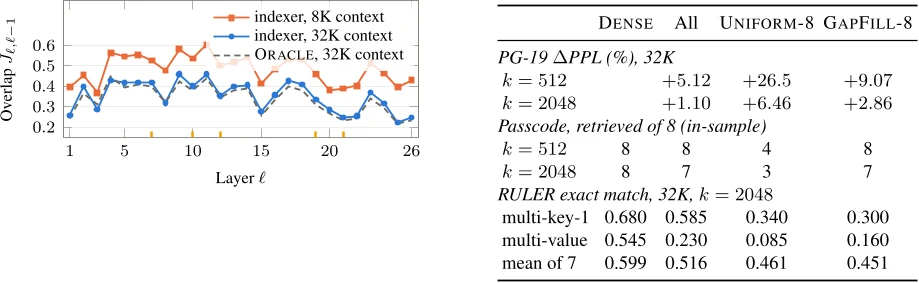 indexer, 8K context
indexer, 32K context
ORACLE, 32K context
Overlap Jℓ,ℓ−1
0.6
0.5
0.4
0.3
0.2
1 5 10 15 20 26
Layer ℓ
DENSE All UNIFORM-8 GAPFILL-8
PG-19 ΔPPL (%), 32K
k = 512 +5.12 +26.5 +9.07
k = 2048 +1.10 +6.46 +2.86
Passcode, retrieved of 8 (in-sample)
k = 512 8 8 4 8
k = 2048 8 7 3 7
RULER exact match, 32K, k = 2048
multi-key-1 0.680 0.585 0.340 0.300
multi-value 0.545 0.230 0.085 0.160
mean of 7 0.599 0.516 0.461 0.451